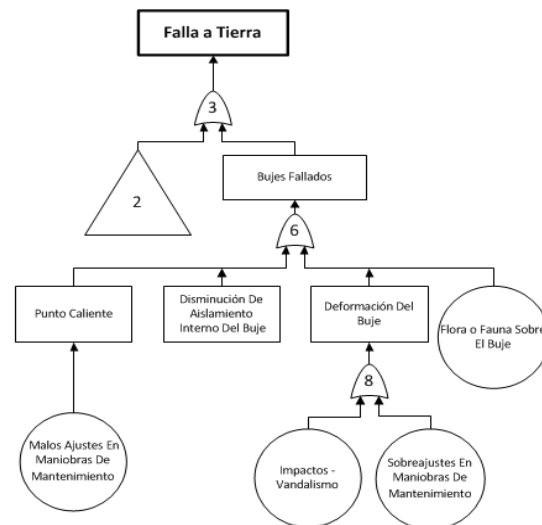 Falla a Tierra
3
2
Bujes Fallados
6
Punto Caliente
Disminución De
Aislamiento
Interno Del Buje
Deformación Del
Buje
Flora o Fauna Sobre
El Buje
8
Malos Ajustes En
Maniobras De
Mantenimiento
Impactos -
Vandalismo
Sobreajustes En
Maniobras De
Mantenimiento